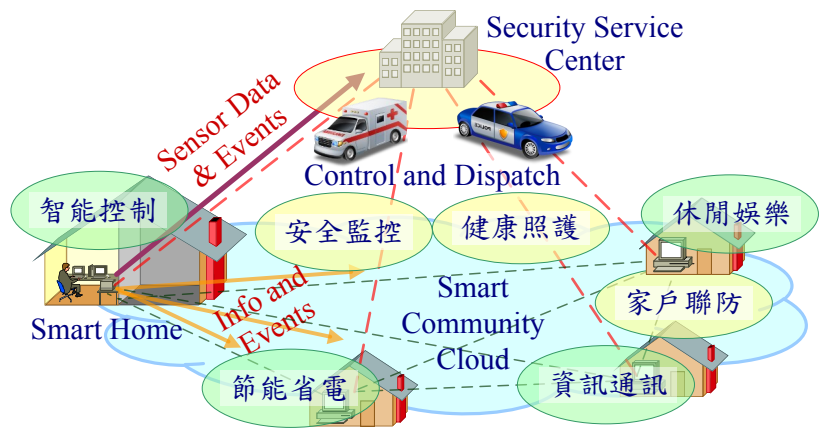 Security Service
Center
Sensor Data
& Events
POLICE
Control and Dispatch
智能控制
安全監控
健康照護
休閒娛樂
Smart Home
Info and
Events
Smart
Community
Cloud
家戶聯防
節能省電
資訊通訊